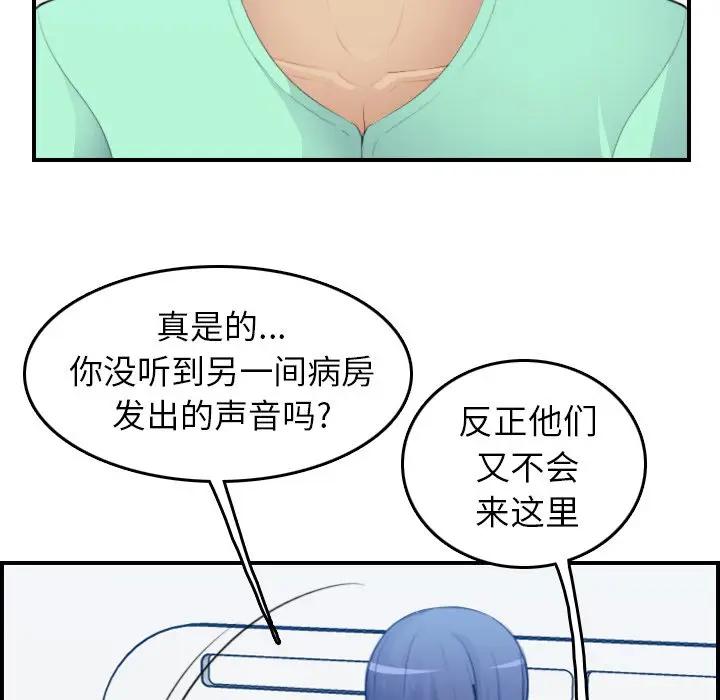 真是的...
你没听到另一间病房
发出的声音吗?
反正他们
又不会
来这里